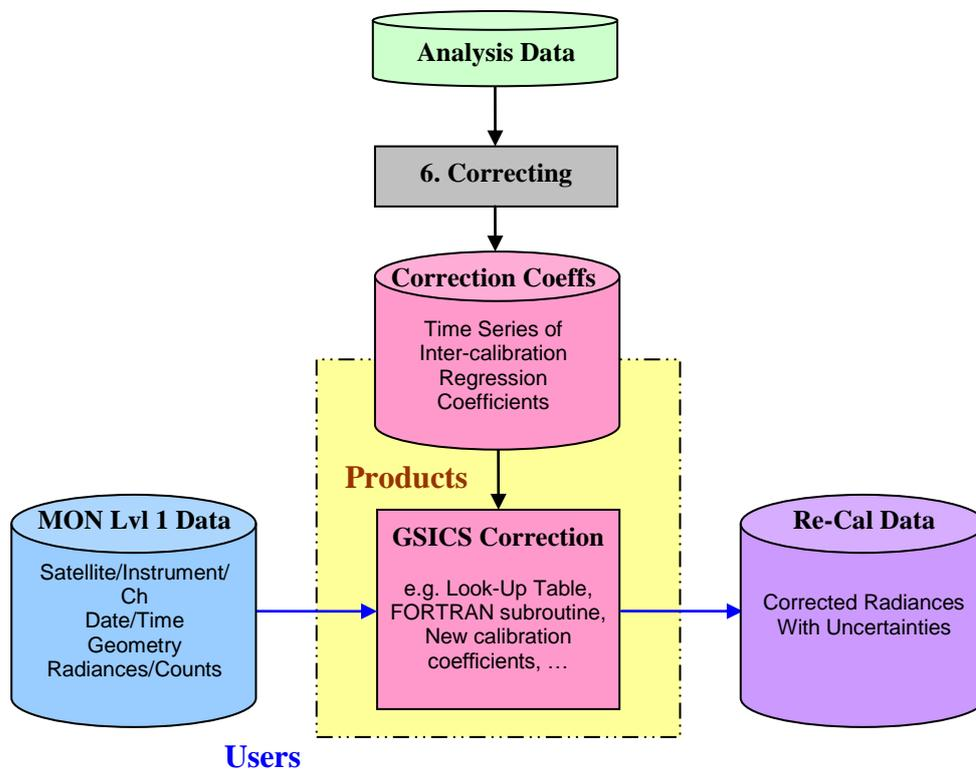 Analysis Data
6. Correcting
Correction Coeffs
Time Series of
Inter-calibration
Regression
Coefficients
Products
MON Lvl 1 Data
Satellite/Instrument/
Ch
Date/Time
Geometry
Radiances/Counts
GSICS Correction
e.g. Look-Up Table,
FORTRAN subroutine,
New calibration
coefficients, …
Re-Cal Data
Corrected Radiances
With Uncertainties
Users